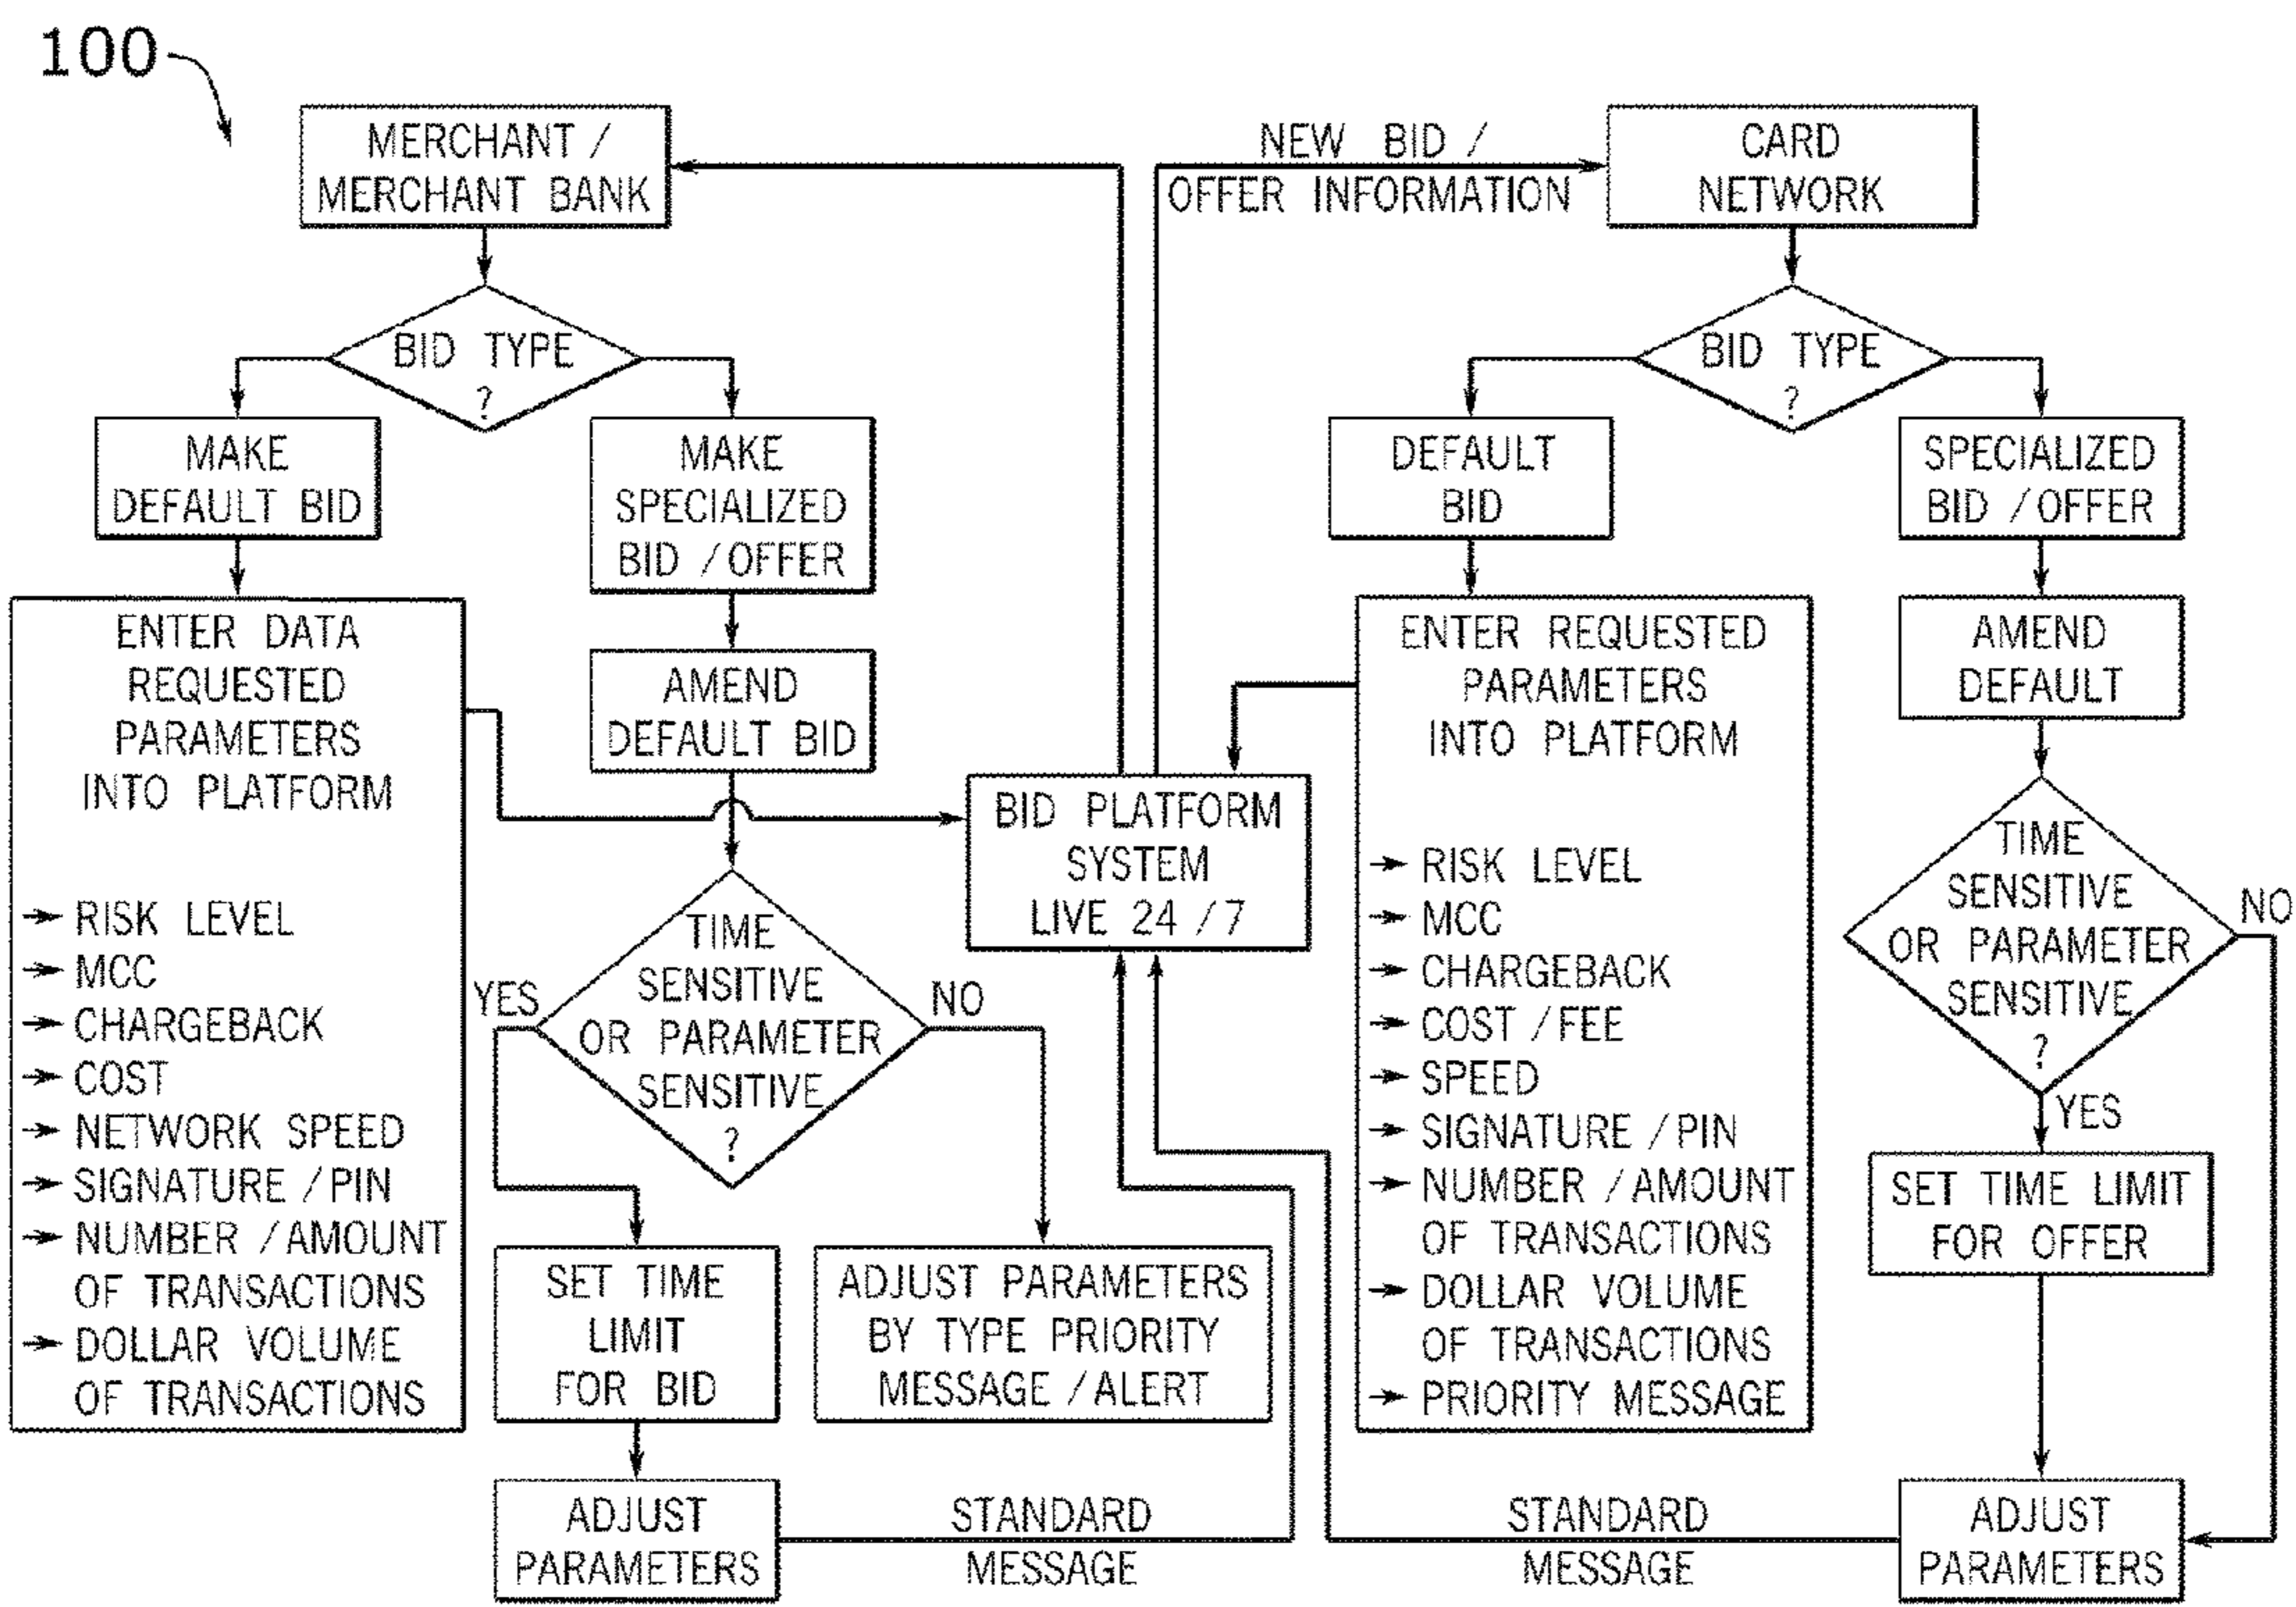 100
MERCHANT /
MERCHANT BANK
NEW BID /
OFFER INFORMATION
CARD
NETWORK
BID TYPE
?
MAKE
DEFAULT BID
MAKE
SPECIALIZED
BID / OFFER
ENTER DATA
REQUESTED
PARAMETERS
INTO PLATFORM
→ RISK LEVEL
→ MCC
→ CHARGEBACK
→ COST
→ NETWORK SPEED
→ SIGNATURE / PIN
→ NUMBER / AMOUNT
OF TRANSACTIONS
→ DOLLAR VOLUME
OF TRANSACTIONS
AMEND
DEFAULT BID
TIME
SENSITIVE
OR PARAMETER
SENSITIVE
?
YES
NO
SET TIME
LIMIT
FOR BID
ADJUST PARAMETERS
BY TYPE PRIORITY
MESSAGE / ALERT
ADJUST
PARAMETERS
STANDARD
MESSAGE
BID PLATFORM
SYSTEM
LIVE 24 / 7
BID TYPE
?
DEFAULT
BID
SPECIALIZED
BID / OFFER
ENTER REQUESTED
PARAMETERS
INTO PLATFORM
→ RISK LEVEL
→ MCC
→ CHARGEBACK
→ COST / FEE
→ SPEED
→ SIGNATURE / PIN
→ NUMBER / AMOUNT
OF TRANSACTIONS
→ DOLLAR VOLUME
OF TRANSACTIONS
→ PRIORITY MESSAGE
AMEND
DEFAULT
TIME
SENSITIVE
OR PARAMETER
SENSITIVE
?
NO
YES
SET TIME LIMIT
FOR OFFER
STANDARD
MESSAGE
ADJUST
PARAMETERS